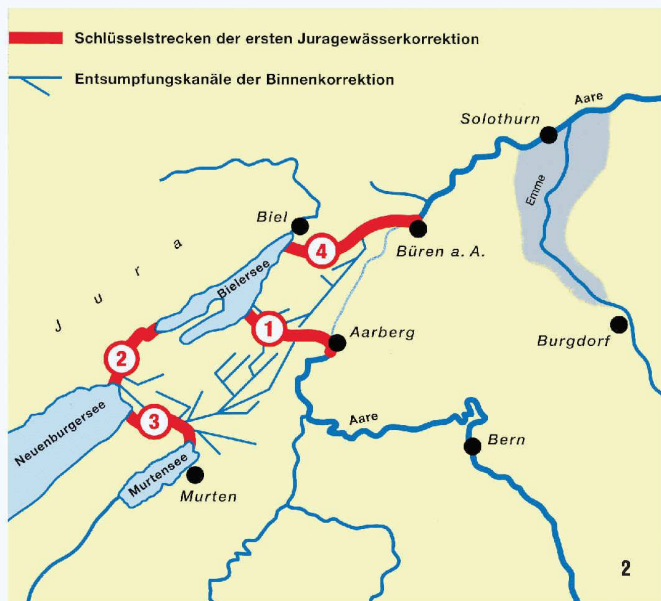 Schlüsselstrecken der ersten Juragewässerkorrektion
Entsumpfungskanäle der Binnenkorrektion
Aare
Solothurn
Emme
Biel
4
Büren a. A.
Jura
Bielersee
1
Aarberg
Burgdorf
2
Aare
Neuenburgersee
3
Bern
Murtensee
Murten
2